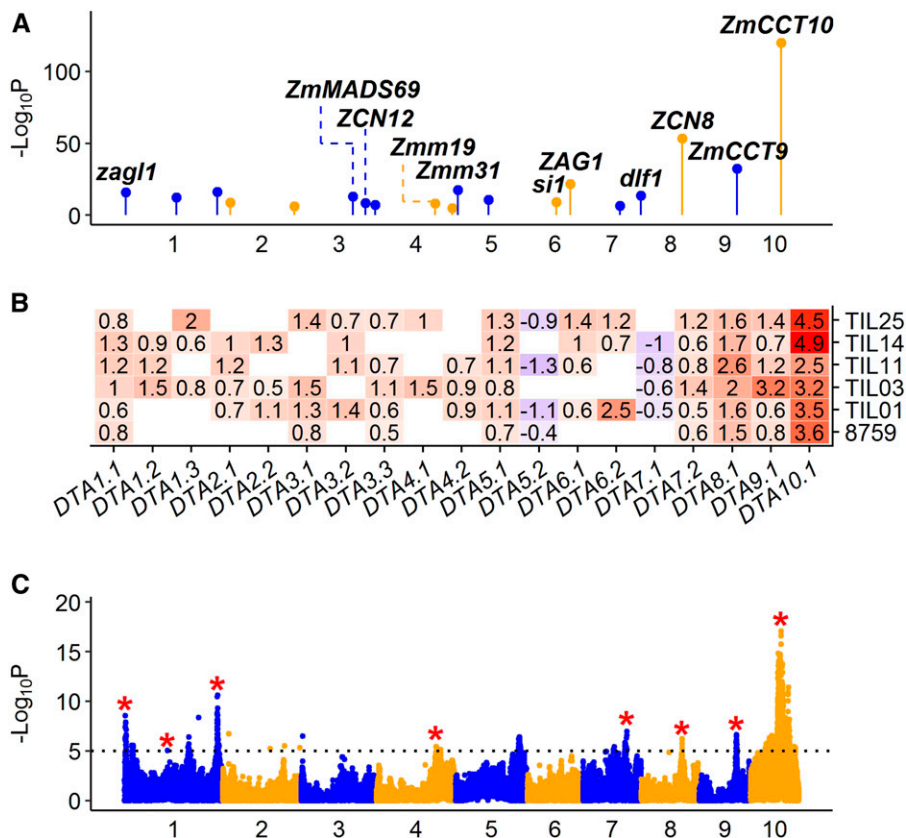 A
ZmCCT10
100
ZmMADS69
ZCN12
ZCN8
-Log10P
50
Zmm19
ZAG1
ZmCCT9
zagl1
Zmm31
si1
dlf1
0
1 2 3 4 5 6 7 8 9 10
B
0.8 2 1.4 0.7 0.7 1 1.3 -0.9 1.4 1.2 1.2 1.6 1.4 4.5 TIL25
1.3 0.9 0.6 1 1.3 1 1.2 1 0.7 -1 0.6 1.7 0.7 4.9 TIL14
1.2 1.2 1.2 1.1 0.7 0.7 1.1 -1.3 0.6 -0.8 0.8 2.6 1.2 2.5 TIL11
1 1.5 0.8 0.7 0.5 1.5 1.1 1.5 0.9 0.8 -0.6 1.4 2 3.2 3.2 TIL03
0.6 0.7 1.1 1.3 1.4 0.6 0.9 1.1 -1.1 0.6 2.5 -0.5 0.5 1.6 0.6 3.5 TIL01
0.8 0.8 0.5 0.7 -0.4 0.6 1.5 0.8 3.6 8759
DTA1.1 DTA1.2 DTA1.3 DTA2.1 DTA2.2 DTA3.1 DTA3.2 DTA3.3 DTA4.1 DTA4.2 DTA5.1 DTA5.2 DTA6.1 DTA6.2 DTA7.1 DTA7.2 DTA8.1 DTA9.1 DTA10.1
C
20
15
-Log10P
10
5
0
1 2 3 4 5 6 7 8 9 10